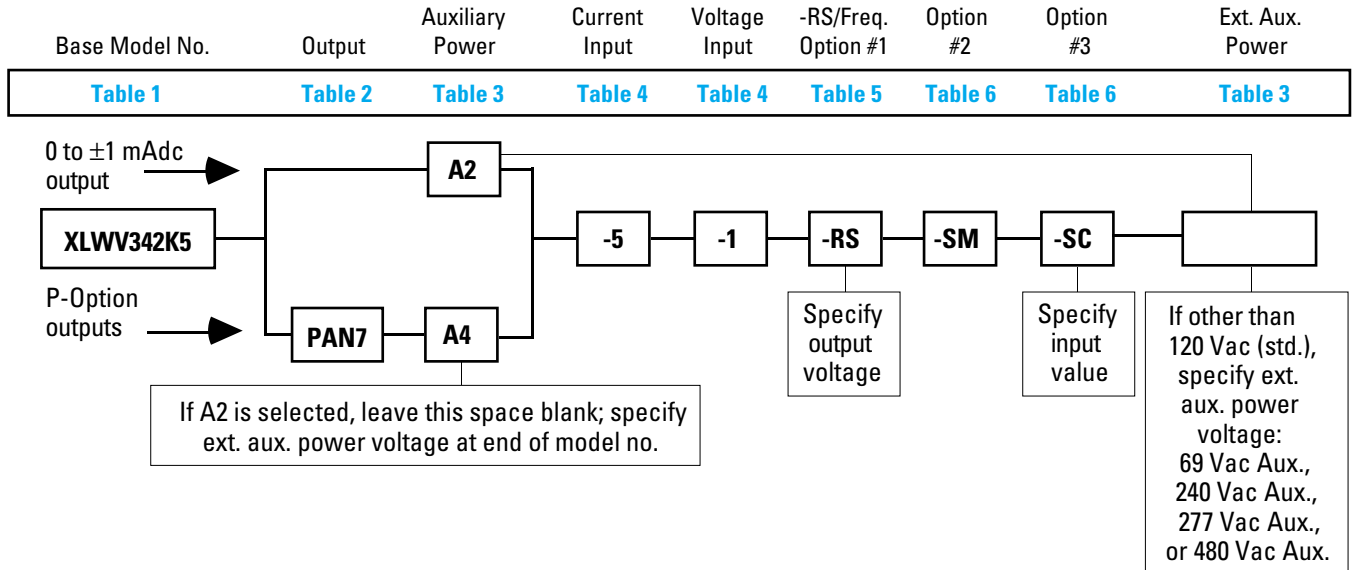 Base Model No.
Output
Auxiliary
Power
Current
Input
Voltage
Input
-RS/Freq.
Option #1
Option
#2
Option
#3
Ext. Aux.
Power
Table 1
Table 2
Table 3
Table 4
Table 4
Table 5
Table 6
Table 6
Table 3
0 to ±1 mAdc
output
A2
XLWV342K5
-5
-1
-RS
-SM
-SC
P-Option
outputs
PAN7
A4
Specify
output
voltage
Specify
input
value
If other than
120 Vac (std.),
specify ext.
aux. power
voltage:
69 Vac Aux.,
240 Vac Aux.,
277 Vac Aux.,
or 480 Vac Aux.
If A2 is selected, leave this space blank; specify
ext. aux. power voltage at end of model no.